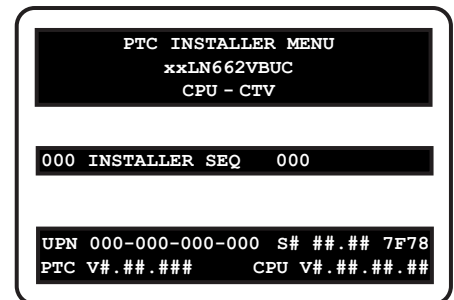 PTC INSTALLER MENU
xxLN662VBUC
CPU - CTV
000 INSTALLER SEQ 000
UPN 000-000-000-000 S# ##.## 7F78
PTC V#.##.### CPU V#.##.##.##